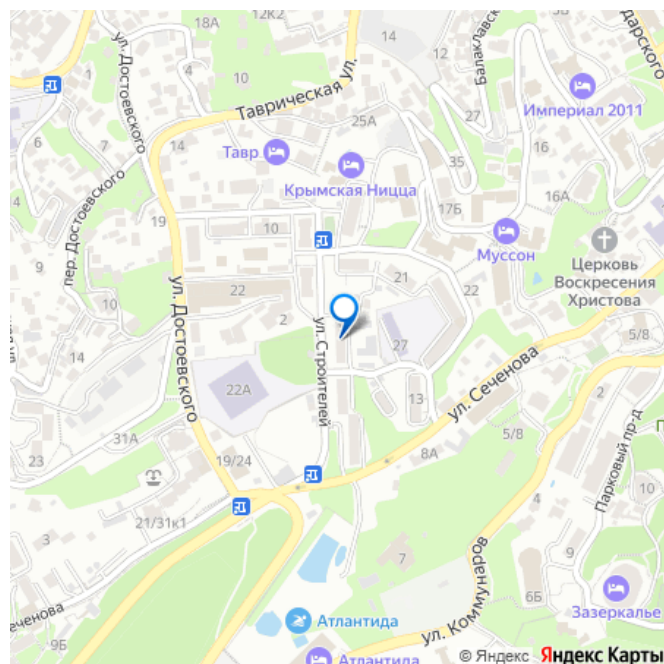 18А
12К2
14
12
Балаклавск
дарского
ул. Достоевского
1
10
Таврическая ул.
Империал 2011
6
7
14
25А
Тавр
35
16
пер. Достоевского
Крымская Ницца
16А
17Б
19
10
Муссон
Церковь
Воскресения
Христова
9
22
21
22
10
ул. Достоевского
2
ул. Строителей
27
ул. Сеченова
14
22А
13
2
5/8
5/8
31А
23
19/24
8А
Парковый пр-д
П
10
21/31к1
4
3
7
9
ул. Коммунаров
6Б
Зазеркалье
еченова
9Б
Атлантида
Атлантида
© Яндекс Яндекс Карты